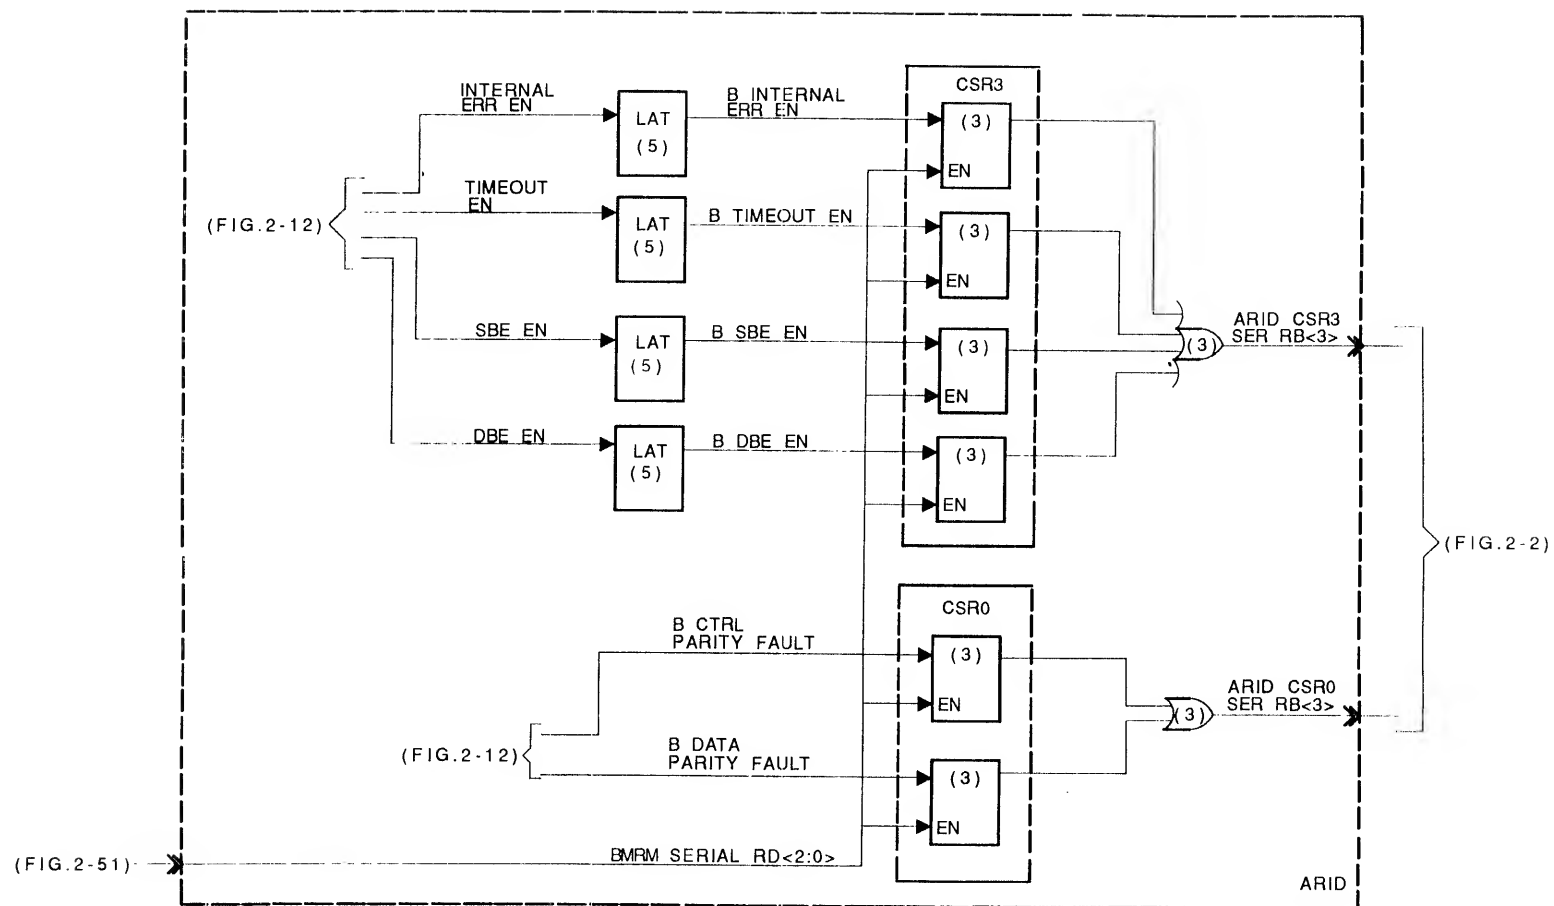 INTERNAL
ERR EN
LAT
(5)
B INTERNAL
ERR EN
CSR3
(3)
EN
(FIG.2-12)
TIMEOUT
EN
LAT
(5)
B TIMEOUT EN
(3)
EN
SBE EN
LAT
(5)
B SBE EN
(3)
EN
(3)
ARID CSR3
SER RB<3>
DBE EN
LAT
(5)
B DBE EN
(3)
EN
(FIG.2-2)
CSR0
B CTRL
PARITY FAULT
(3)
EN
(3)
ARID CSR0
SER RB<3>
(FIG.2-12)
B DATA
PARITY FAULT
(3)
EN
(FIG.2-51)
BMRM SERIAL RD<2:0>
ARID